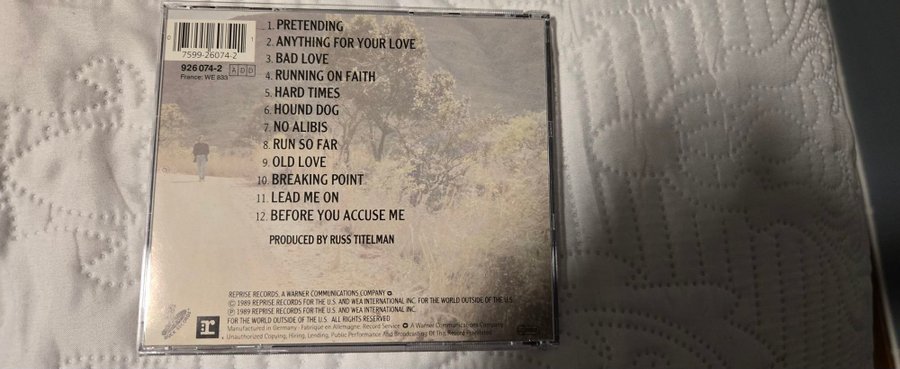 0
1
7599-26074-2
926 074-2
A D D
France: WE 833
1. PRETENDING
2. ANYTHING FOR YOUR LOVE
3. BAD LOVE
4. RUNNING ON FAITH
5. HARD TIMES
6. HOUND DOG
7. NO ALIBIS
8. RUN SO FAR
9. OLD LOVE
10. BREAKING POINT
11. LEAD ME ON
12. BEFORE YOU ACCUSE ME
PRODUCED BY RUSS TITELMAN
REPRISE RECORDS, A WARNER COMMUNICATIONS COMPANY
© 1989 REPRISE RECORDS FOR THE U.S. AND WEA INTERNATIONAL INC. FOR THE WORLD OUTSIDE OF THE U.S.
℗ 1989 REPRISE RECORDS FOR THE U.S. AND WEA INTERNATIONAL INC.
FOR THE WORLD OUTSIDE OF THE U.S. ALL RIGHTS RESERVED
Manufactured in Germany · Fabriqué en Allemagne. Record Service A Warner Communications Company
Unauthorized Copying, Hiring, Lending, Public Performance And Broadcasting Of This Record Prohibited
r